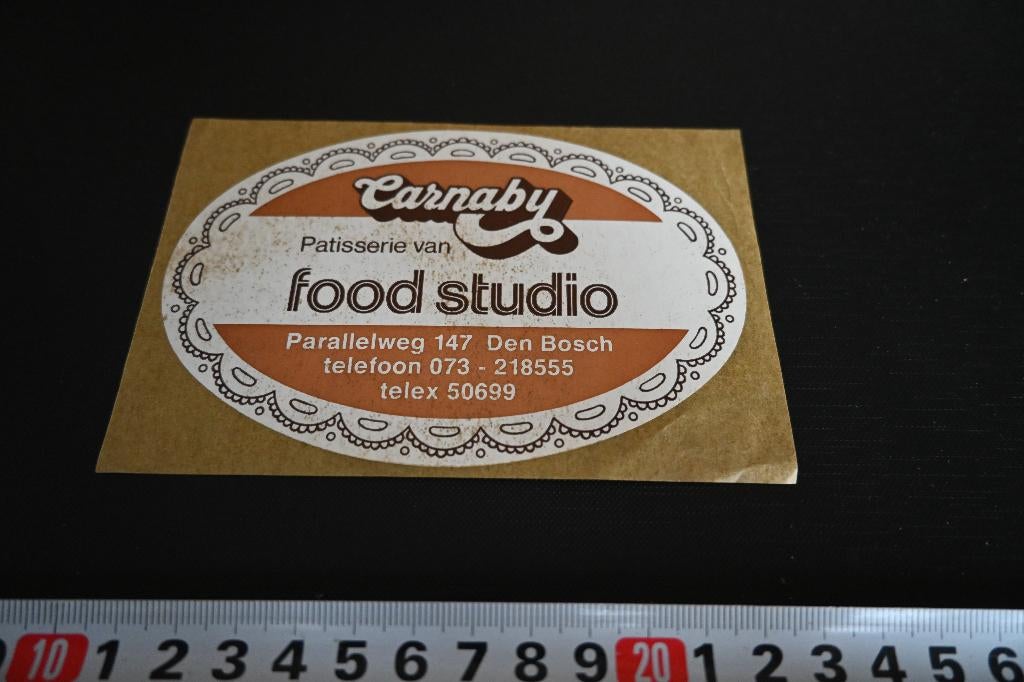 Carnaby
Patisserie van
food studio
Parallelweg 147 Den Bosch
telefoon 073 - 218555
telex 50699
10 1 2 3 4 5 6 7 8 9 20 1 2 3 4 5 6